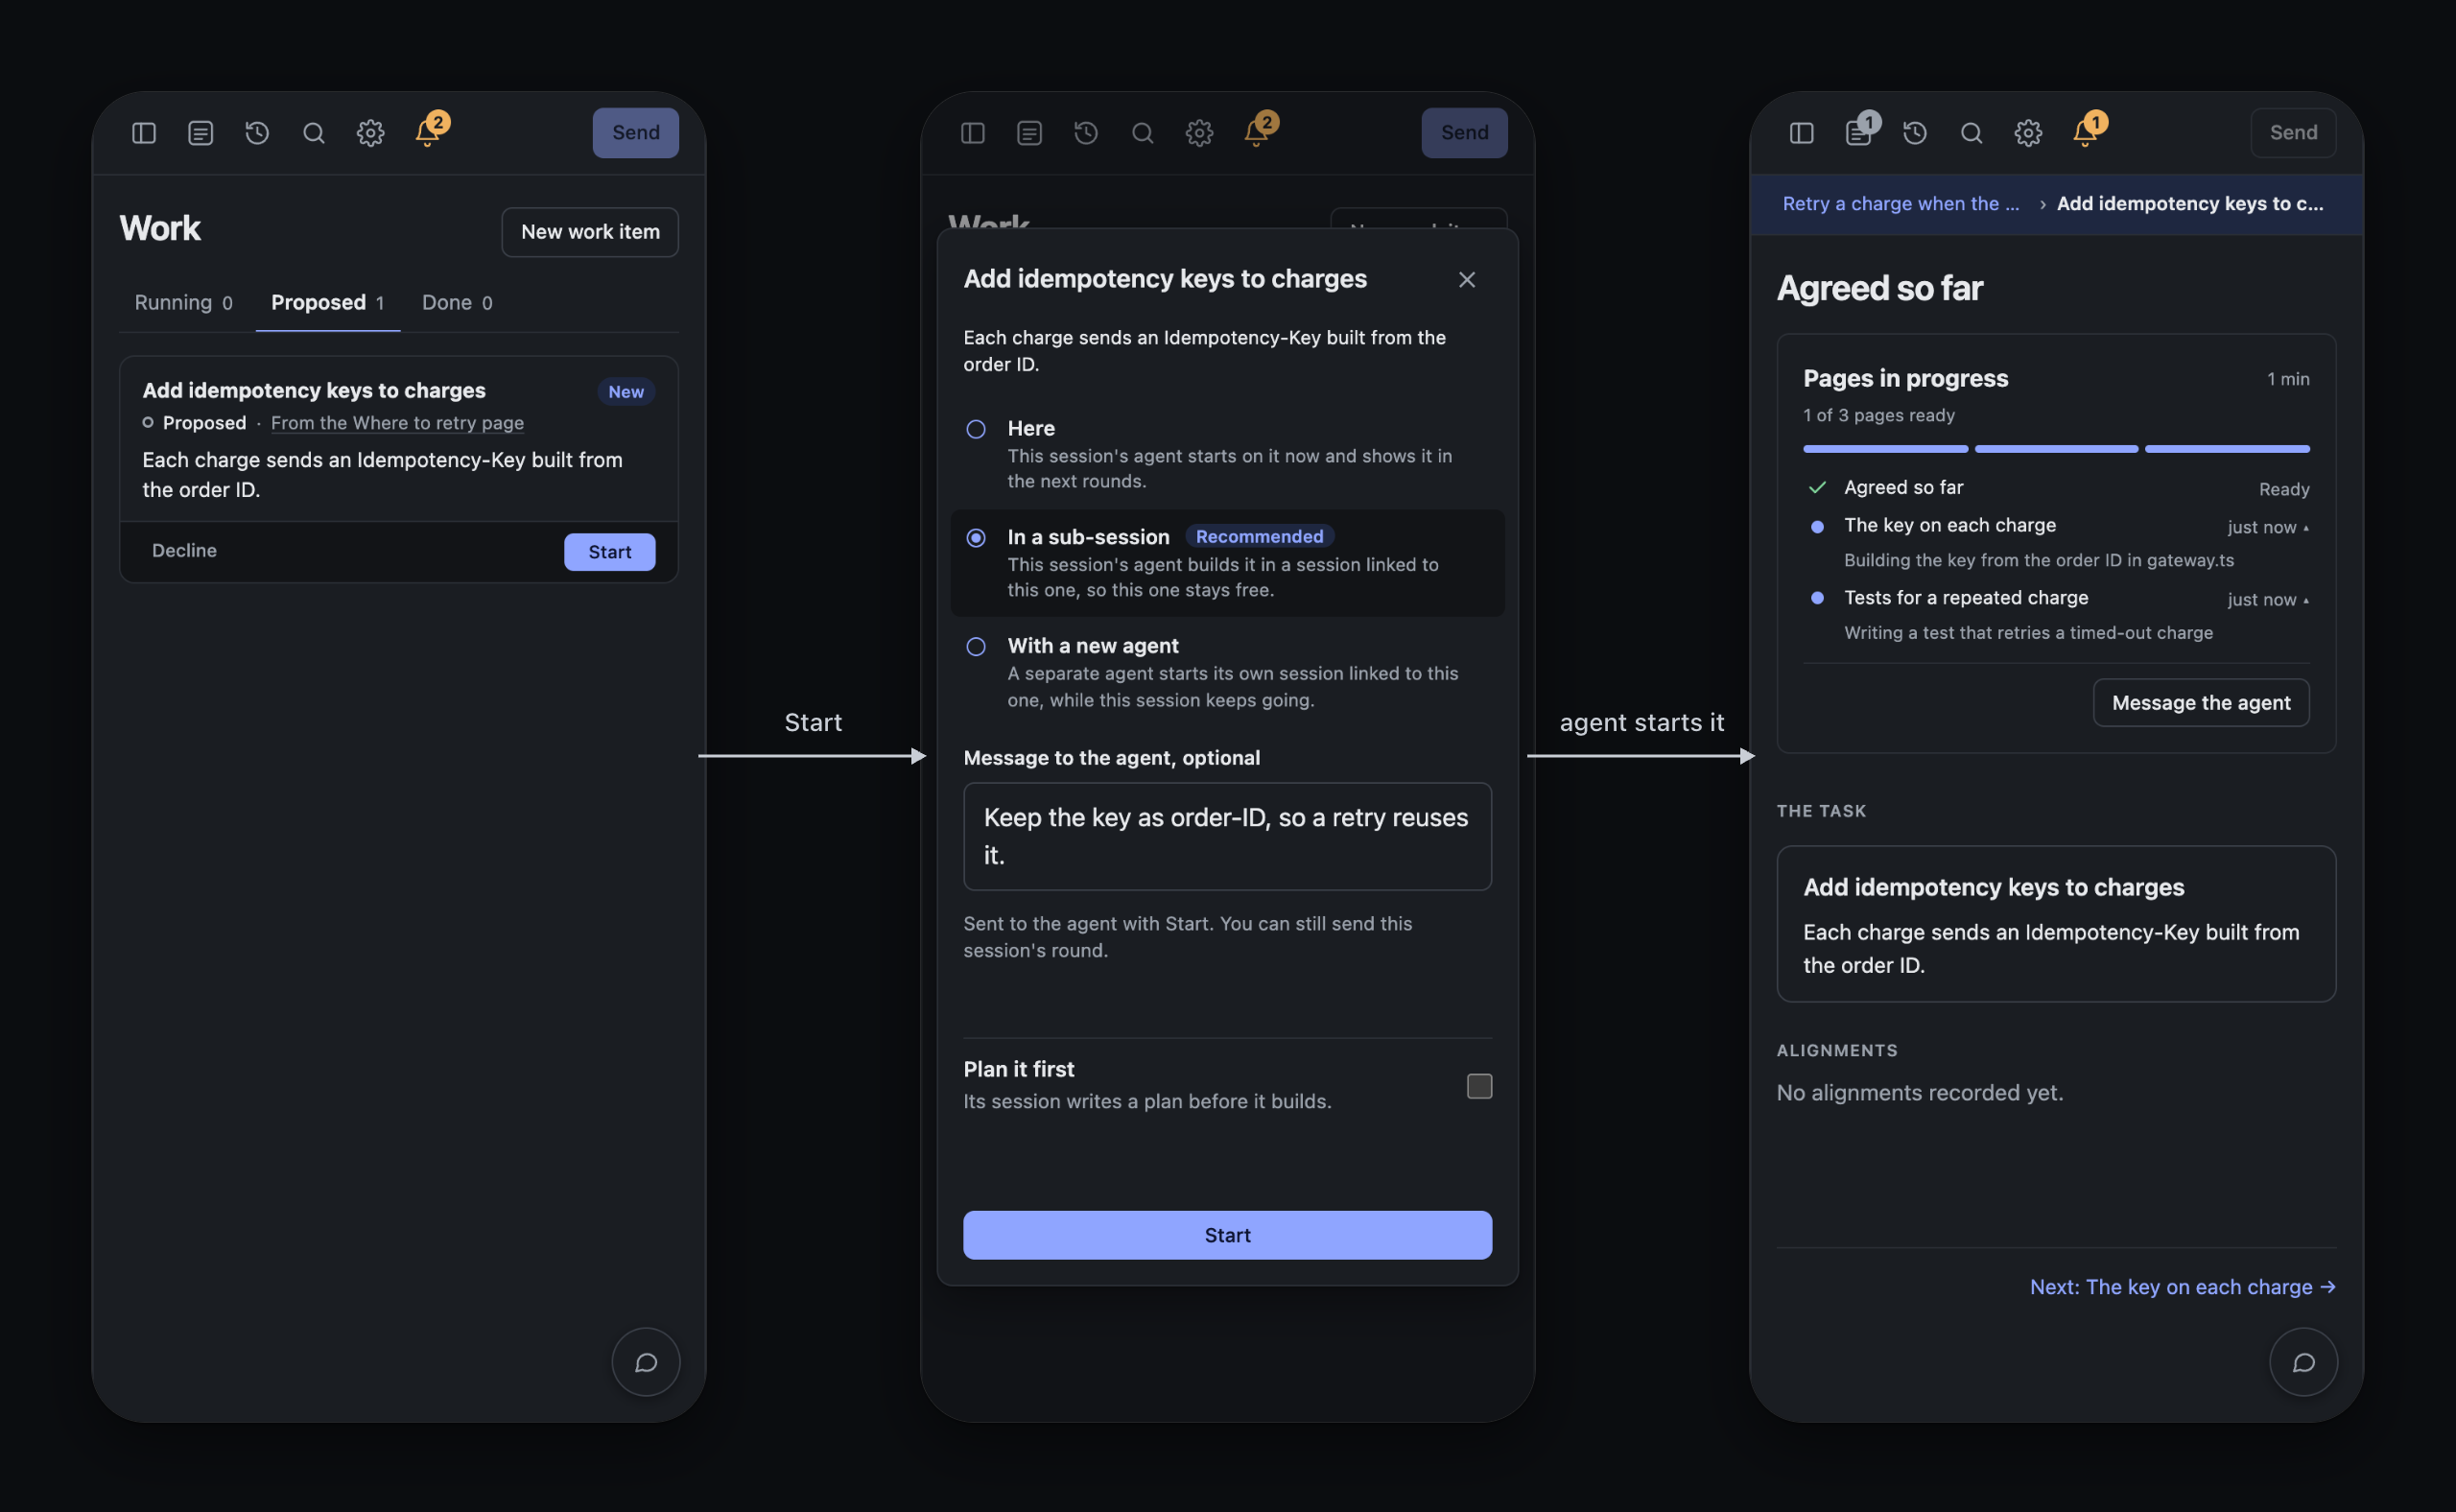 2
Send
Work
New work item
Running 0
Proposed 1
Done 0
Add idempotency keys to charges
New
Proposed · From the Where to retry page
Each charge sends an Idempotency-Key built from
the order ID.
Decline
Start
Start
2
Send
Add idempotency keys to charges
Each charge sends an Idempotency-Key built from the
order ID.
Here
This session's agent starts on it now and shows it in
the next rounds.
In a sub-session
Recommended
This session's agent builds it in a session linked to
this one, so this one stays free.
With a new agent
A separate agent starts its own session linked to this
one, while this session keeps going.
Message to the agent, optional
Keep the key as order-ID, so a retry reuses
it.
Sent to the agent with Start. You can still send this
session's round.
Plan it first
Its session writes a plan before it builds.
Start
agent starts it
1
1
Send
Retry a charge when the ... › Add idempotency keys to c...
Agreed so far
Pages in progress
1 min
1 of 3 pages ready
Agreed so far
Ready
The key on each charge
just now
Building the key from the order ID in gateway.ts
Tests for a repeated charge
just now
Writing a test that retries a timed-out charge
Message the agent
THE TASK
Add idempotency keys to charges
Each charge sends an Idempotency-Key built from
the order ID.
ALIGNMENTS
No alignments recorded yet.
Next: The key on each charge →